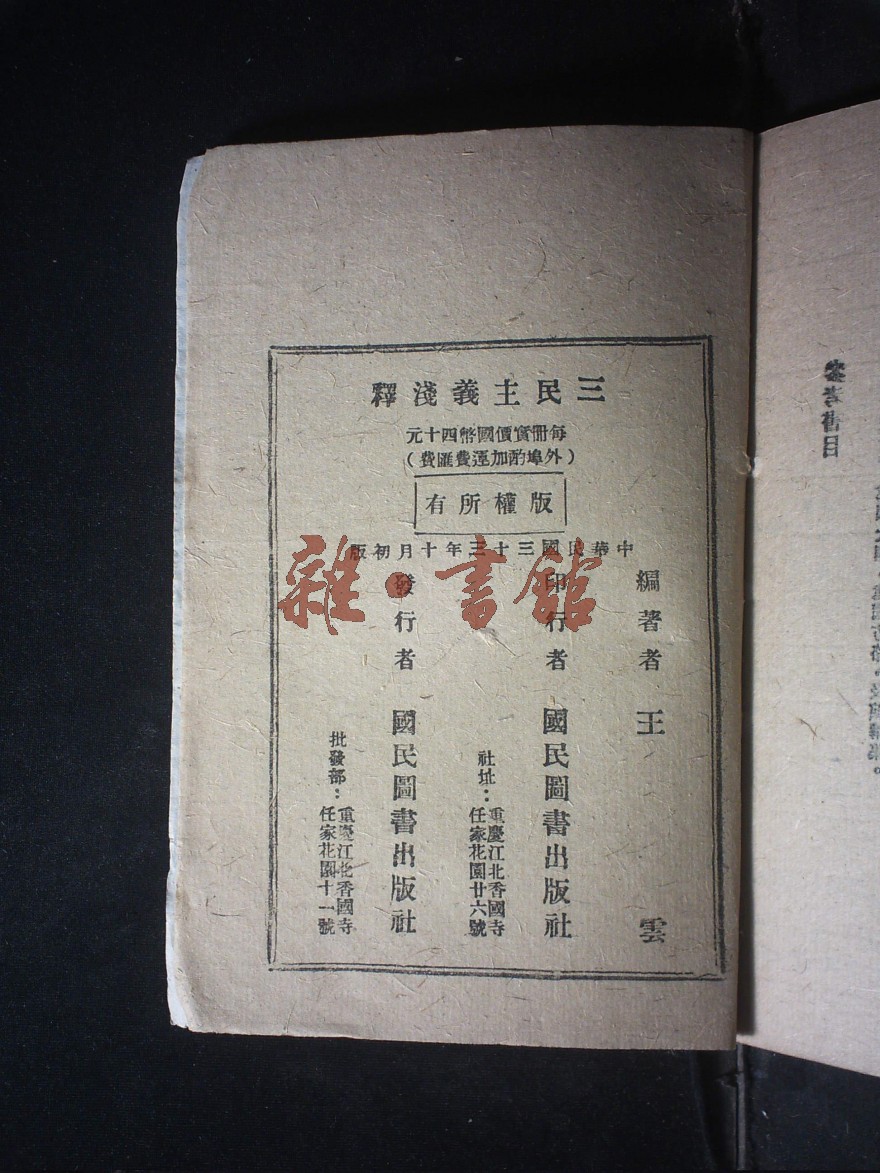 三民主義淺釋
每冊實價國幣四十元
（外埠酌加運費匯費）
版權所有
中華民國三十三年十月初版
編著者　王　雲
印行者　國民圖書出版社
社址：重慶江北香國寺
任家花園廿六號
發行者　國民圖書出版社
批發部：重慶江北香國寺
任家花園十一號
雜·書館
參考書目